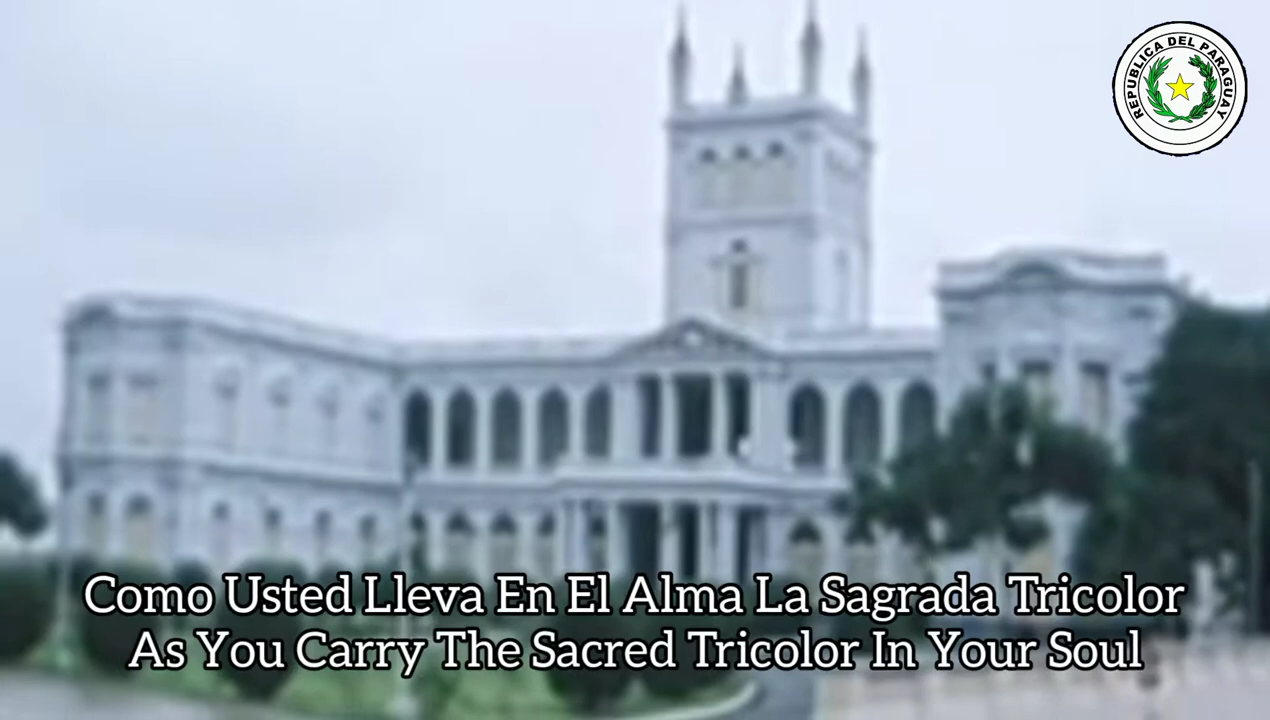 REPUBLICA DEL PARAGUAY
Como Usted Lleva En El Alma La Sagrada Tricolor
As You Carry The Sacred Tricolor In Your Soul